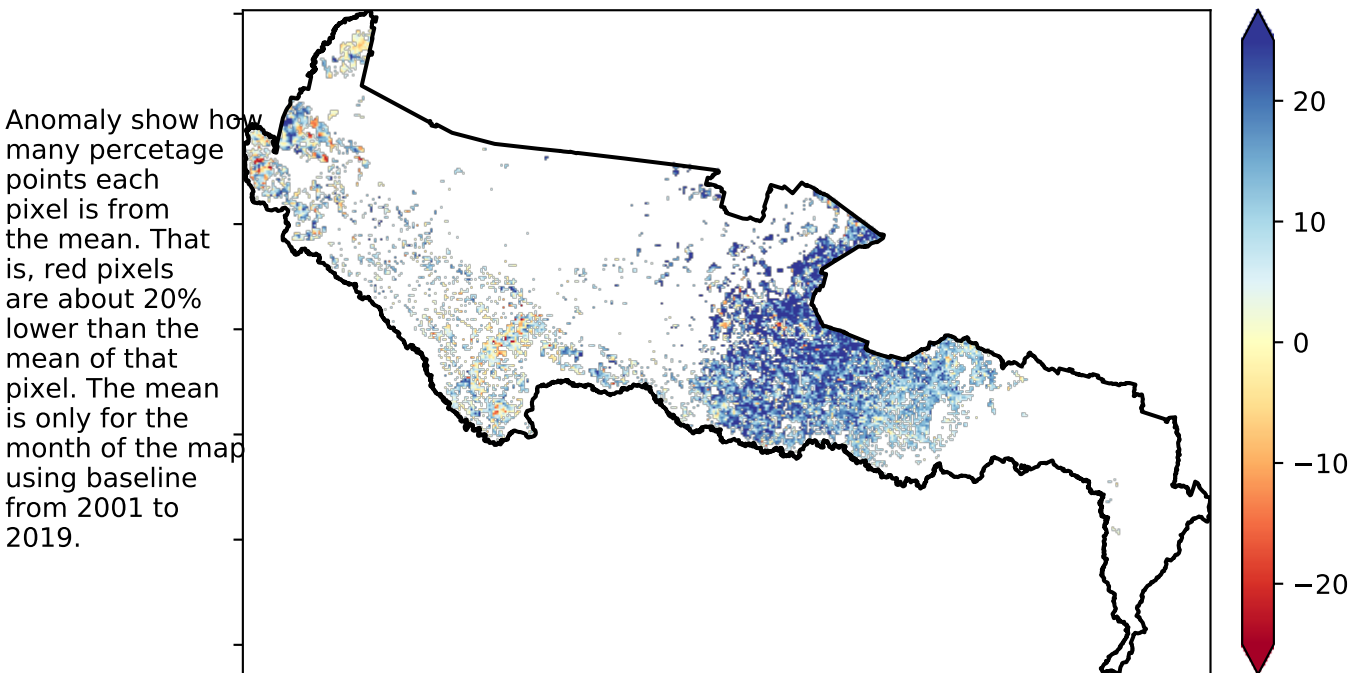 Anomaly show how
many percetage
points each
pixel is from
the mean. That
is, red pixels
are about 20%
lower than the
mean of that
pixel. The mean
is only for the
month of the map
using baseline
from 2001 to
2019.
20
10
0
−10
−20